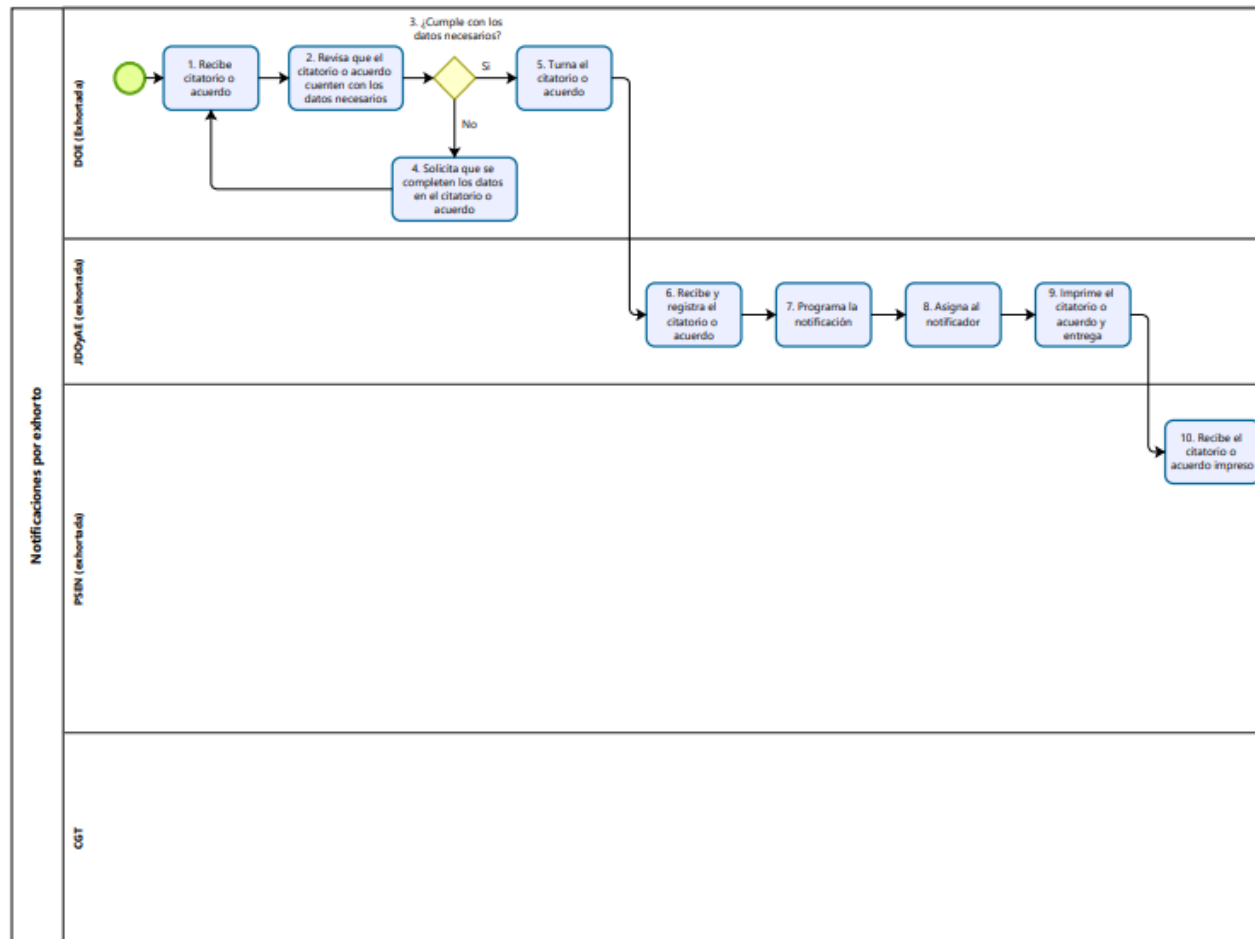 Notificaciones por exhorto
DOE (Exhortada)
3. ¿Cumple con los
datos necesarios?
1. Recibe
citatorio o
acuerdo
2. Revisa que el
citatorio o acuerdo
cuenten con los
datos necesarios
Si
5. Turna el
citatorio o
acuerdo
No
4. Solicita que se
completen los datos
en el citatorio o
acuerdo
JDOyAE (exhortada)
6. Recibe y
registra el
citatorio o
acuerdo
7. Programa la
notificación
8. Asigna al
notificador
9. Imprime el
citatorio o
acuerdo y
entrega
PSEN (exhortada)
10. Recibe el
citatorio o
acuerdo impreso
CGT